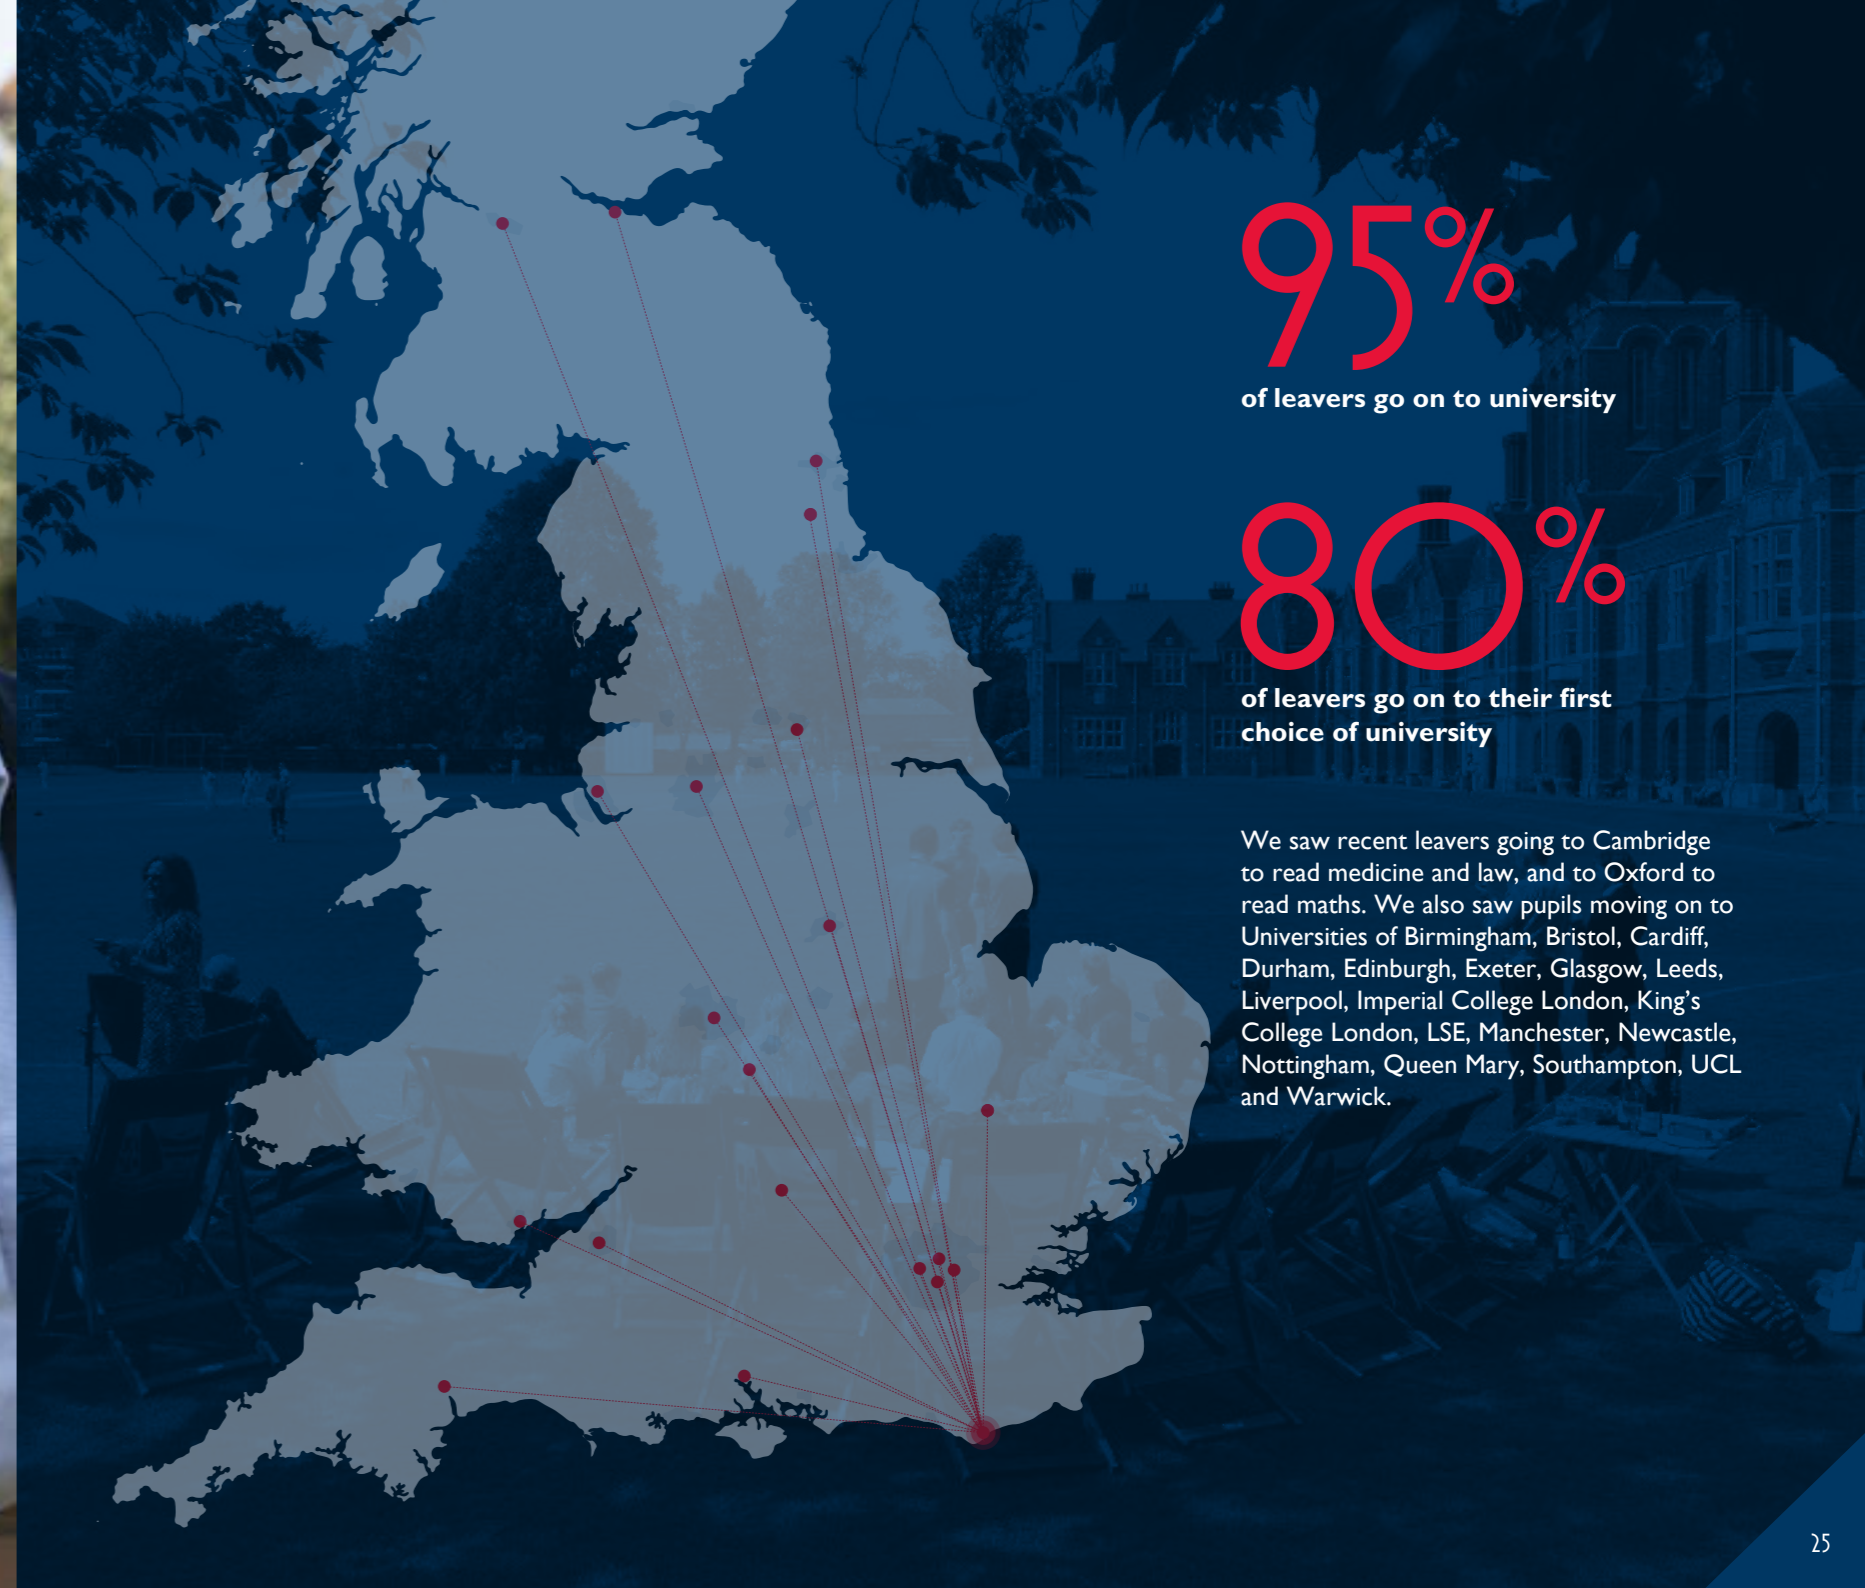 95%
of leavers go on to university
80%
of leavers go on to their first
choice of university
We saw recent leavers going to Cambridge
to read medicine and law, and to Oxford to
read maths. We also saw pupils moving on to
Universities of Birmingham, Bristol, Cardiff,
Durham, Edinburgh, Exeter, Glasgow, Leeds,
Liverpool, Imperial College London, King’s
College London, LSE, Manchester, Newcastle,
Nottingham, Queen Mary, Southampton, UCL
and Warwick.
25